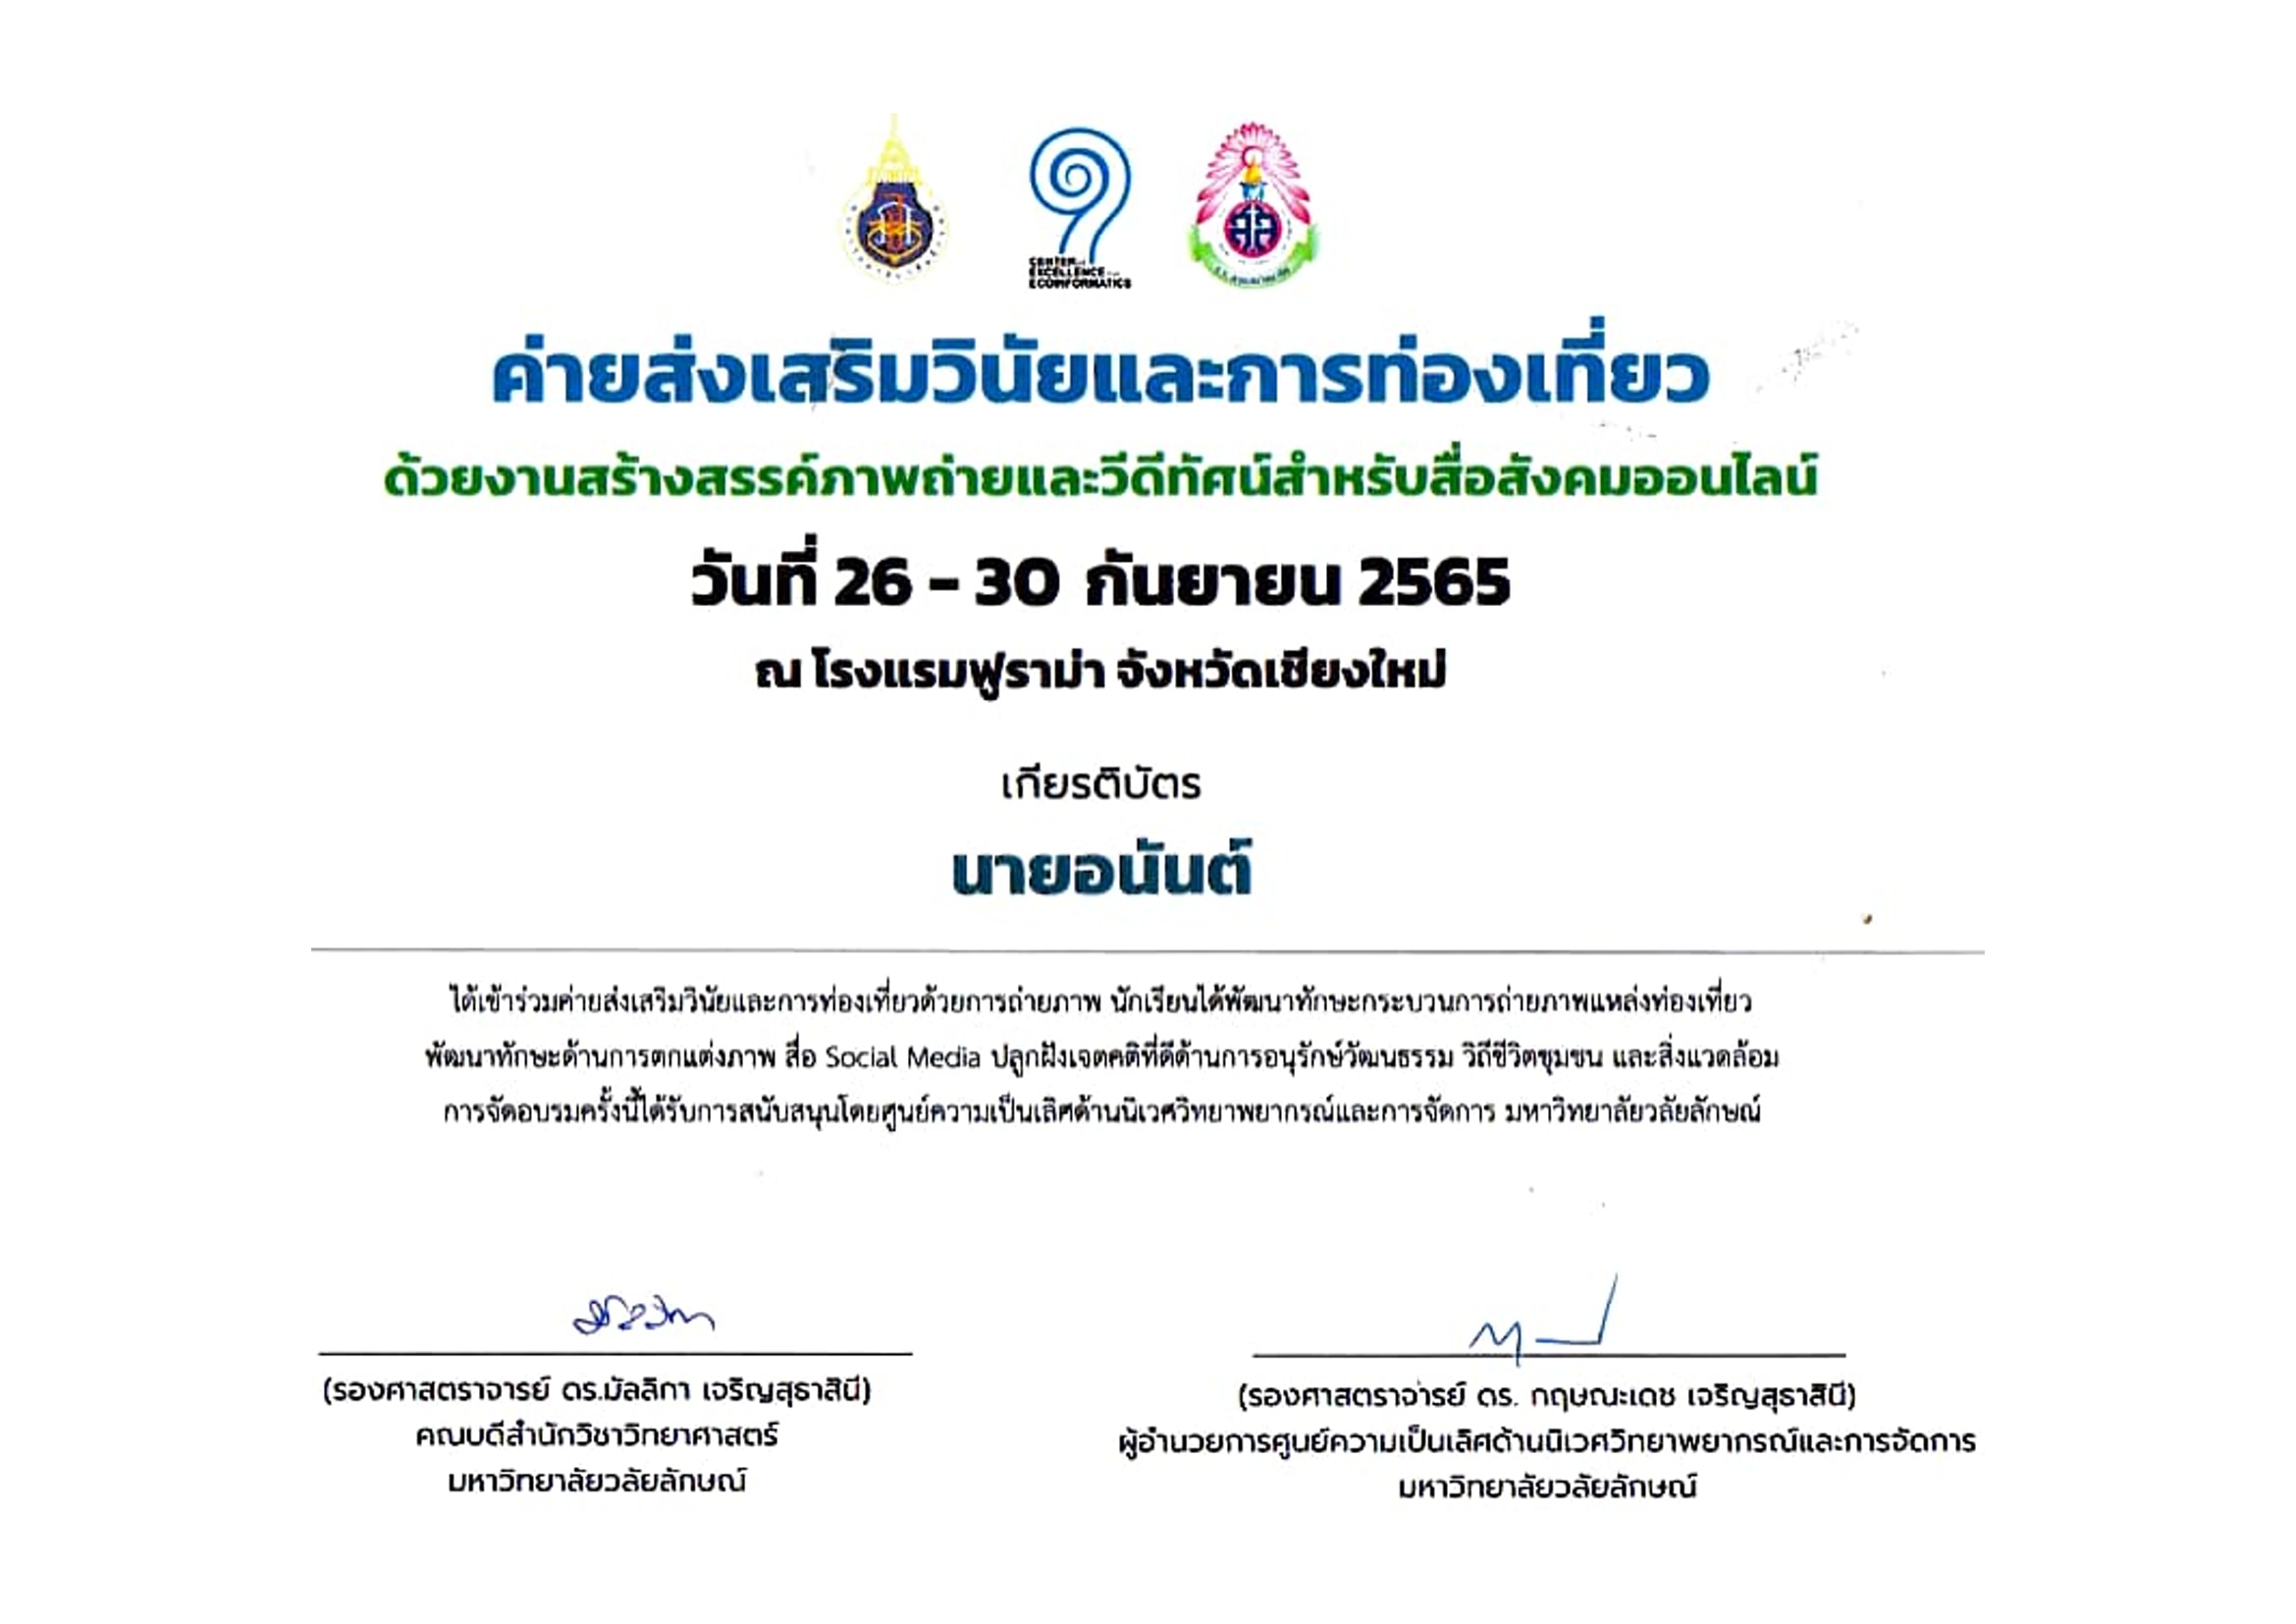 CENTER OF
EXCELLENCE FOR
ECOINFORMATICS
ค่ายส่งเสริมวินัยและการท่องเที่ยว
ด้วยงานสร้างสรรค์ภาพถ่ายและวีดีทัศน์สำหรับสื่อสังคมออนไลน์
วันที่ 26 - 30 กันยายน 2565
ณ โรงแรมฟูราม่า จังหวัดเชียงใหม่
เกียรติบัตร
นายอนันต์
ได้เข้าร่วมค่ายส่งเสริมวินัยและการท่องเที่ยวด้วยการถ่ายภาพ นักเรียนได้พัฒนาทักษะกระบวนการถ่ายภาพแหล่งท่องเที่ยว
พัฒนาทักษะด้านการตกแต่งภาพ สื่อ Social Media ปลูกฝังเจตคติที่ดีด้านการอนุรักษ์วัฒนธรรม วิถีชีวิตชุมชน และสิ่งแวดล้อม
การจัดอบรมครั้งนี้ได้รับการสนับสนุนโดยศูนย์ความเป็นเลิศด้านนิเวศวิทยาพยากรณ์และการจัดการ มหาวิทยาลัยวลัยลักษณ์
(รองศาสตราจารย์ ดร.มัลลิกา เจริญสุธาสินี)
คณบดีสำนักวิชาวิทยาศาสตร์
มหาวิทยาลัยวลัยลักษณ์
(รองศาสตราจารย์ ดร. กฤษณะเดช เจริญสุธาสินี)
ผู้อำนวยการศูนย์ความเป็นเลิศด้านนิเวศวิทยาพยากรณ์และการจัดการ
มหาวิทยาลัยวลัยลักษณ์